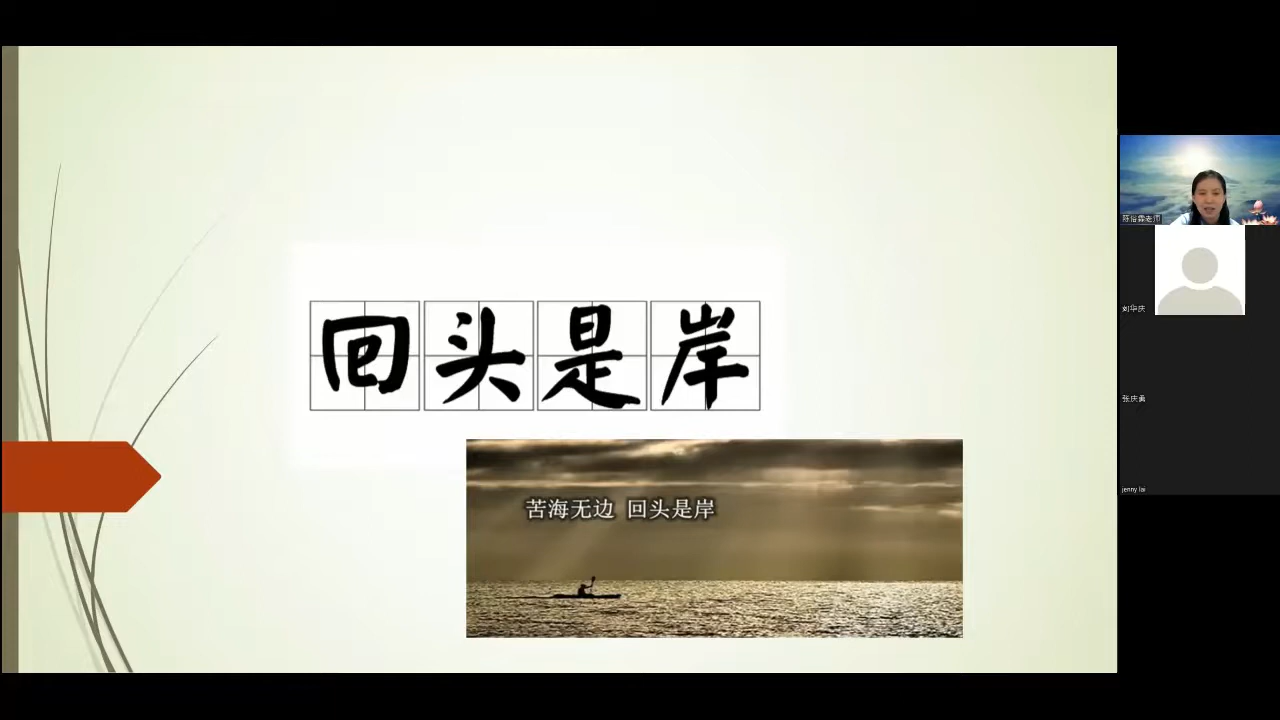 回头是岸
苦海无边 回头是岸
刘华庆
张庆勇
jenny lai